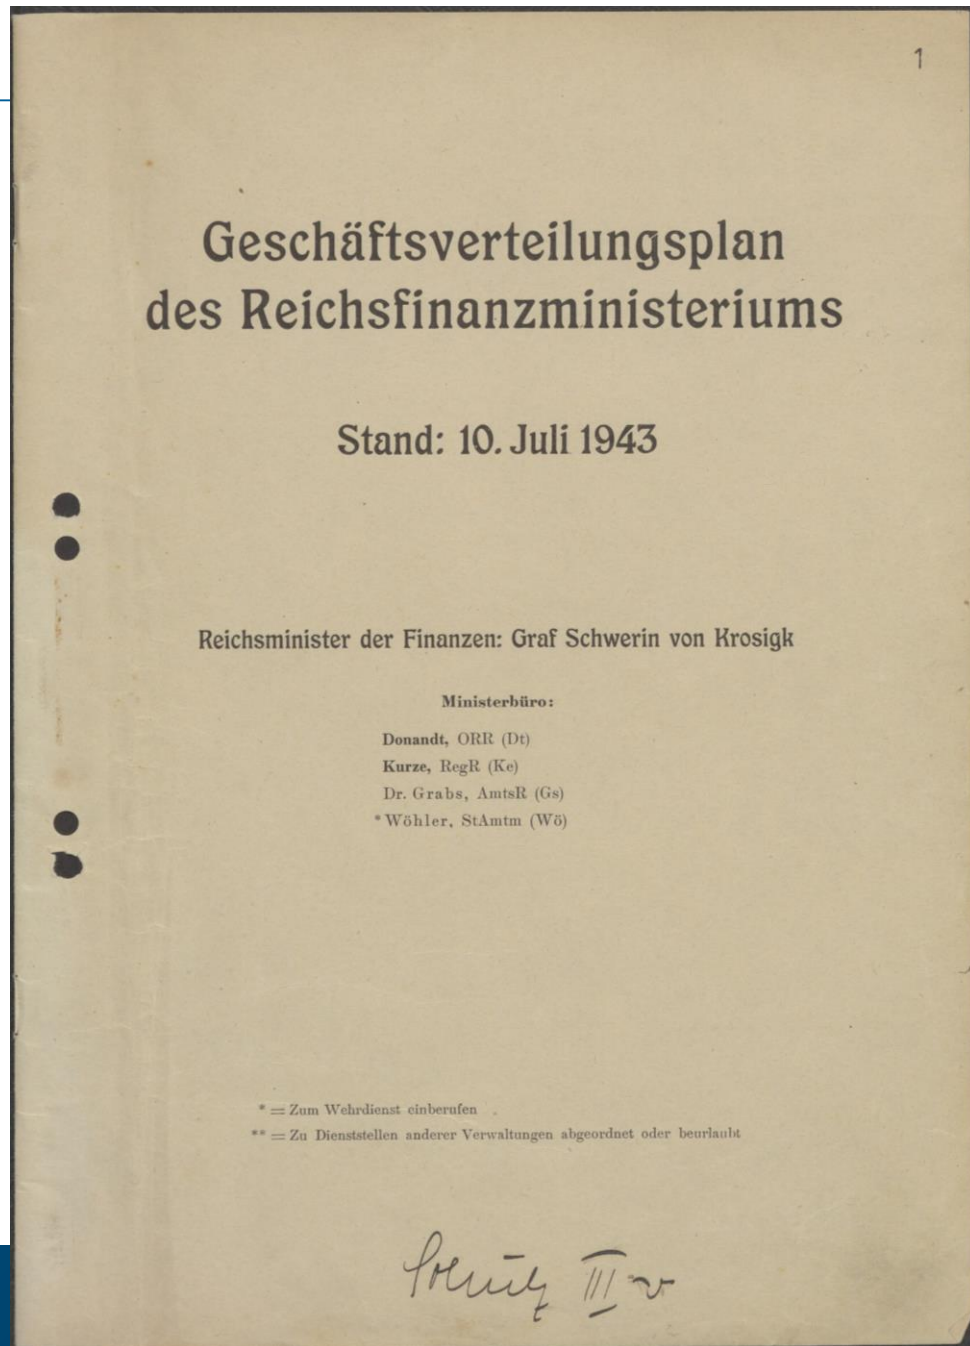 1
Geschäftsverteilungsplan
des Reichsfinanzministeriums
Stand: 10. Juli 1943
Reichsminister der Finanzen: Graf Schwerin von Krosigk
Ministerbüro:
Donandt, ORR (Dt)
Kurze, RegR (Ke)
Dr. Grabs, AmtsR (Gs)
*Wöhler, StAmtm (Wö)
* = Zum Wehrdienst einberufen
** = Zu Dienststellen anderer Verwaltungen abgeordnet oder beurlaubt
III